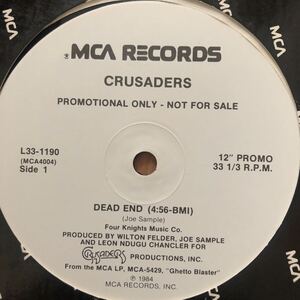 MCA RECORDS
CRUSADERS
PROMOTIONAL ONLY - NOT FOR SALE
L33-1190
(MCA4004)
Side 1
12" PROMO
33 1/3 R.P.M.
DEAD END (4:56-BMI)
(Joe Sample)
Four Knights Music Co.
PRODUCED BY WILTON FELDER, JOE SAMPLE
AND LEON NDUGU CHANCLER FOR
Crusaders PRODUCTIONS, INC.
From the MCA LP, MCA-5429, "Ghetto Blaster"
℗ 1984
MCA RECORDS, INC.